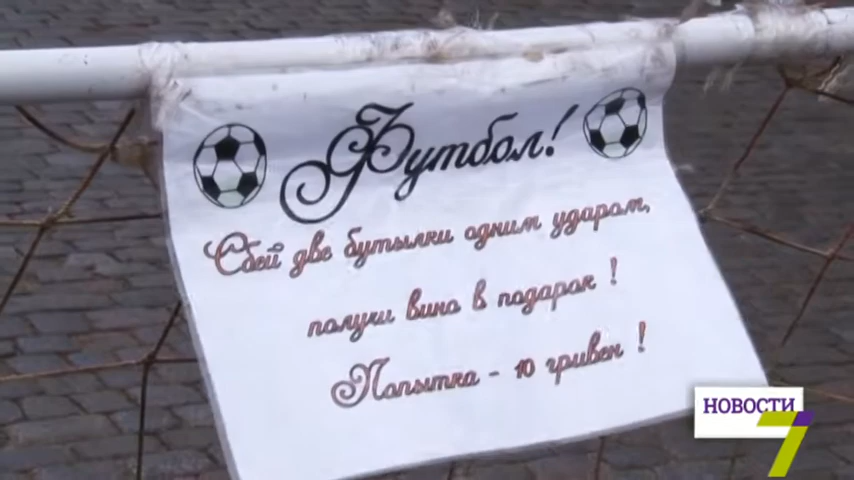 Футбол!
Сбей две бутылки одним ударом,
получи вино в подарок !
Попытка - 10 гривен !
НОВОСТИ
7